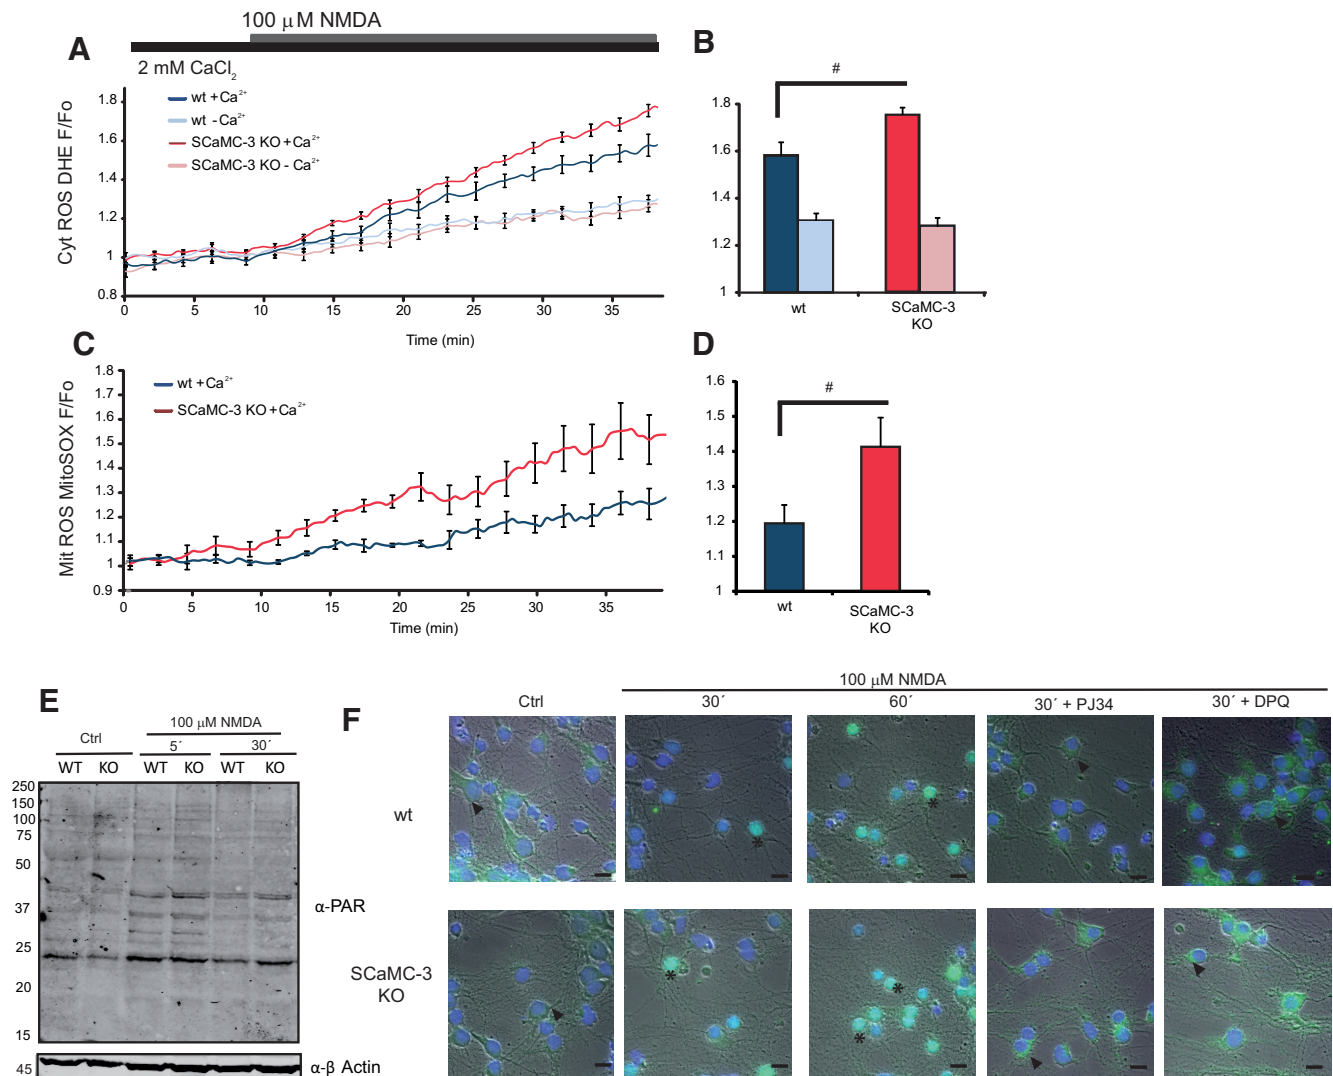 100 μM NMDA
A
2 mM CaCl2
Cyt ROS DHE F/Fo
1.8
1.6
1.4
1.2
1
0.8
wt +Ca2+
wt -Ca2+
SCaMC-3 KO +Ca2+
SCaMC-3 KO - Ca2+
0 5 10 15 20 25 30 35
Time (min)
B
#
1.8
1.6
1.4
1.2
1
wt
SCaMC-3
KO
C
Mit ROS MitoSOX F/Fo
1.8
1.7
1.6
1.5
1.4
1.3
1.2
1.1
1
0.9
wt +Ca2+
SCaMC-3 KO +Ca2+
0 5 10 15 20 25 30 35
Time (min)
D
#
1.6
1.5
1.4
1.3
1.2
1.1
1
wt
SCaMC-3
KO
E
100 μM NMDA
Ctrl 5´ 30´
WT KO WT KO WT KO
250
150
100
75
50
37
25
20
15
α-PAR
45
α-β Actin
F
100 μM NMDA
Ctrl 30´ 60´ 30´ + PJ34 30´ + DPQ
wt
*
*
SCaMC-3
KO
*
*
*